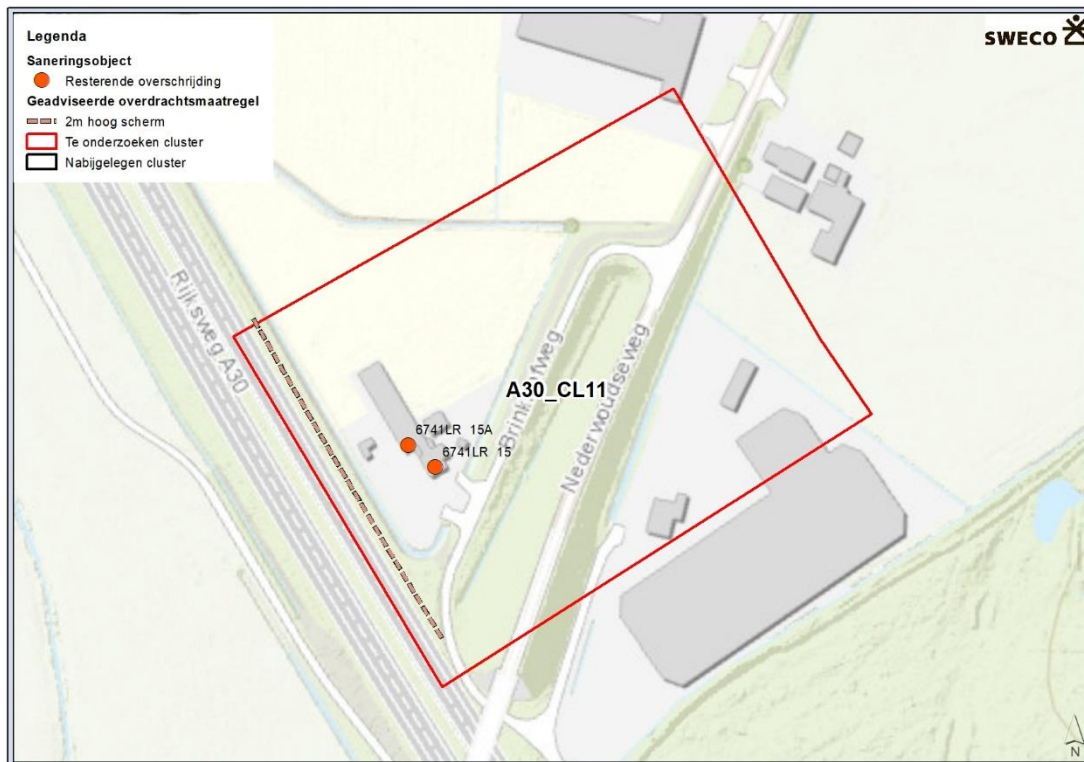 Legenda
Saneringsobject
Resterende overschrijding
Geadviseerde overdrachtsmaatregel
2m hoog scherm
Te onderzoeken cluster
Nabijgelegen cluster
SWECO
Rijksweg A30
A30_CL11
Nederwoudseweg
6741LR 15A
6741LR 15
N